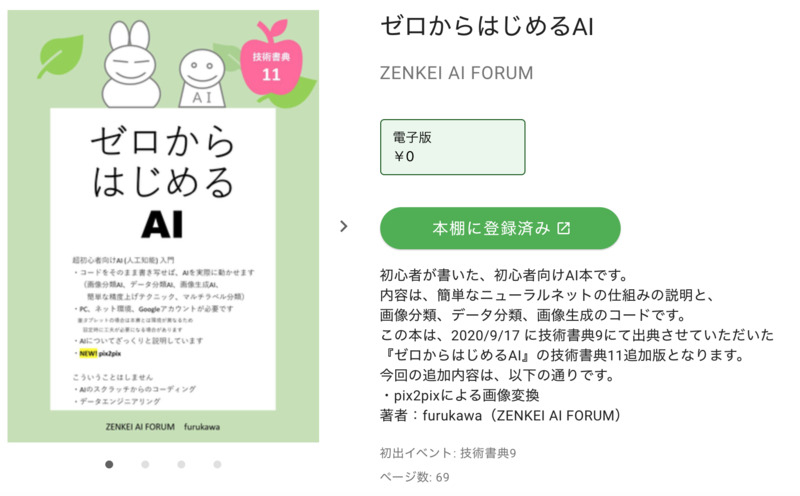 技術書典
11
AI
ゼロから
はじめる
AI
超初心者向けAI (人工知能) 入門
・コードをそのまま書き写せば、AIを実際に動かせます
(画像分類AI、データ分類AI、画像生成AI、
簡単な精度上げテクニック、マルチラベル分類)
・PC、ネット環境、Googleアカウントが必要です
・AIについてざっくりと説明しています
・NEW! pix2pix
こういうことはしません
・AIのスクラッチからのコーディング
・データエンジニアリング
ZENKEI AI FORUM furukawa
ゼロからはじめるAI
ZENKEI AI FORUM
電子版
¥0
本棚に登録済み
初心者が書いた、初心者向けAI本です。
内容は、簡単なニューラルネットの仕組みの説明と、
画像分類、データ分類、画像生成のコードです。
この本は、2020/9/17 に技術書典9にて出典させていただいた
『ゼロからはじめるAI』の技術書典11追加版となります。
今回の追加内容は、以下の通りです。
・pix2pixによる画像変換
著者：furukawa（ZENKEI AI FORUM）
初出イベント: 技術書典9
ページ数: 69